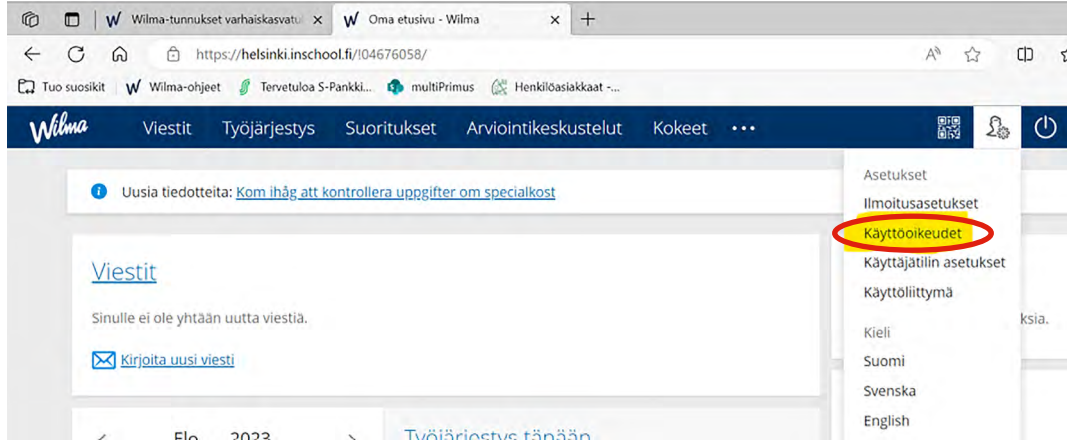 Wilma-tunnukset varhaiskasvatu
Oma etusivu - Wilma
https://helsinki.inschool.fi/!04676058/
Tuo suosikit
Wilma-ohjeet
Tervetuloa S-Pankki...
multiPrimus
Henkilöasiakkaat -...
Wilma
Viestit
Työjärjestys
Suoritukset
Arviointikeskustelut
Kokeet
Uusia tiedotteita: Kom ihåg att kontrollera uppgifter om specialkost
Viestit
Sinulle ei ole yhtään uutta viestiä.
Kirjoita uusi viesti
Elo 2023
Työjärjestys tänään
Asetukset
Ilmoitusasetukset
Käyttöoikeudet
Käyttäjätilin asetukset
Käyttöliittymä
Kieli
Suomi
Svenska
English
ksia.